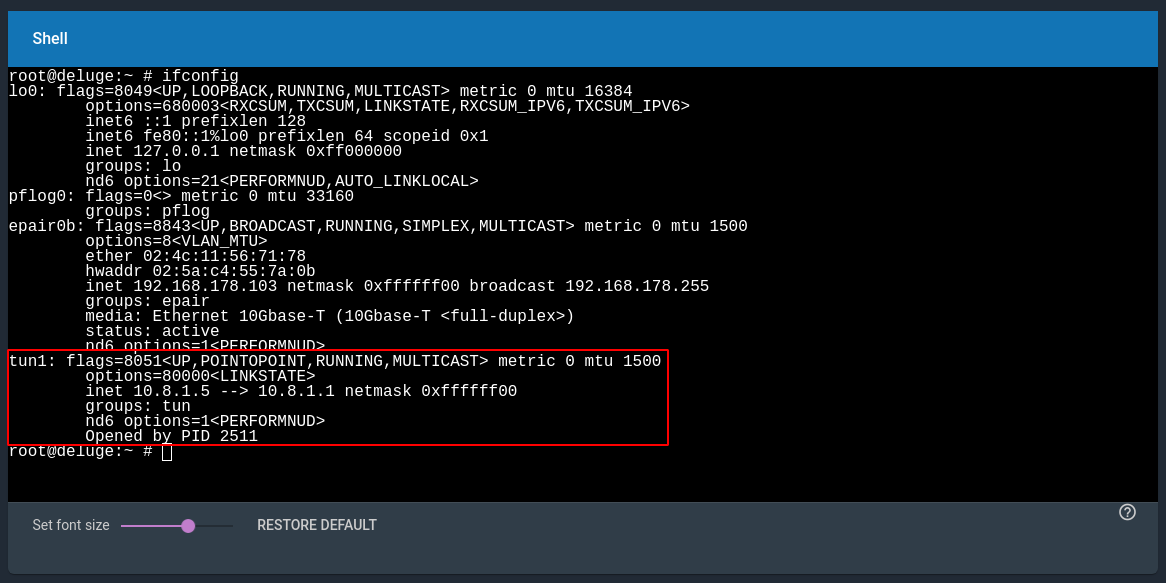 Shell
root@deluge:~ # ifconfig
lo0: flags=8049<UP,LOOPBACK,RUNNING,MULTICAST> metric 0 mtu 16384
options=680003<RXCSUM,TXCSUM,LINKSTATE,RXCSUM_IPV6,TXCSUM_IPV6>
inet6 ::1 prefixlen 128
inet6 fe80::1%lo0 prefixlen 64 scopeid 0x1
inet 127.0.0.1 netmask 0xff000000
groups: lo
nd6 options=21<PERFORMNUD,AUTO_LINKLOCAL>
pflog0: flags=0<> metric 0 mtu 33160
groups: pflog
epair0b: flags=8843<UP,BROADCAST,RUNNING,SIMPLEX,MULTICAST> metric 0 mtu 1500
options=8<VLAN_MTU>
ether 02:4c:11:56:71:78
hwaddr 02:5a:c4:55:7a:0b
inet 192.168.178.103 netmask 0xffffff00 broadcast 192.168.178.255
groups: epair
media: Ethernet 10Gbase-T (10Gbase-T <full-duplex>)
status: active
nd6 options=1<PERFORMNUD>
tun1: flags=8051<UP,POINTOPOINT,RUNNING,MULTICAST> metric 0 mtu 1500
options=80000<LINKSTATE>
inet 10.8.1.5 --> 10.8.1.1 netmask 0xffffff00
groups: tun
nd6 options=1<PERFORMNUD>
Opened by PID 2511
root@deluge:~ #
Set font size RESTORE DEFAULT